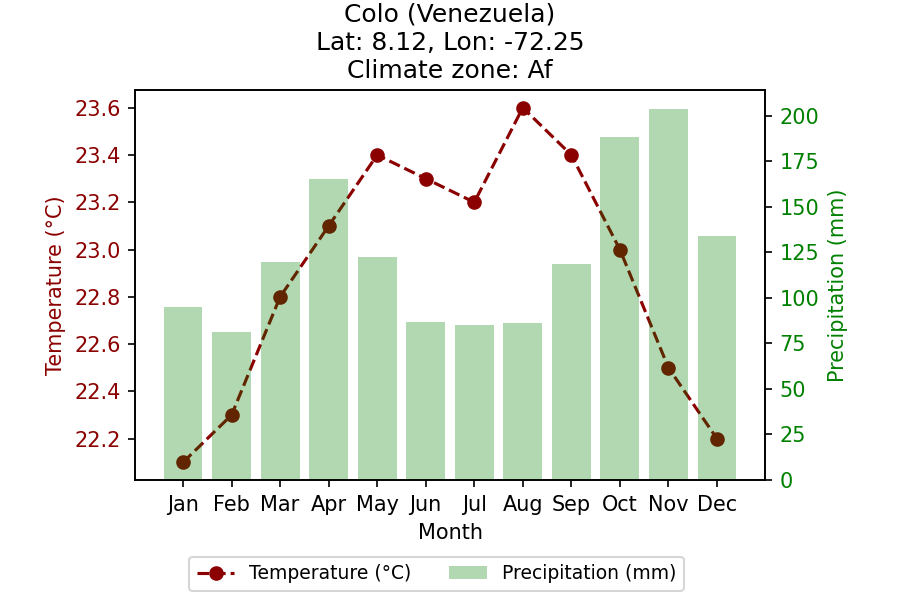 Colo (Venezuela)
Lat: 8.12, Lon: -72.25
Climate zone: Af
Temperature (°C)
23.6
23.4
23.2
23.0
22.8
22.6
22.4
22.2
200
175
150
125
100
75
50
25
0
Precipitation (mm)
Jan Feb Mar Apr May Jun Jul Aug Sep Oct Nov Dec
Month
Temperature (°C) Precipitation (mm)